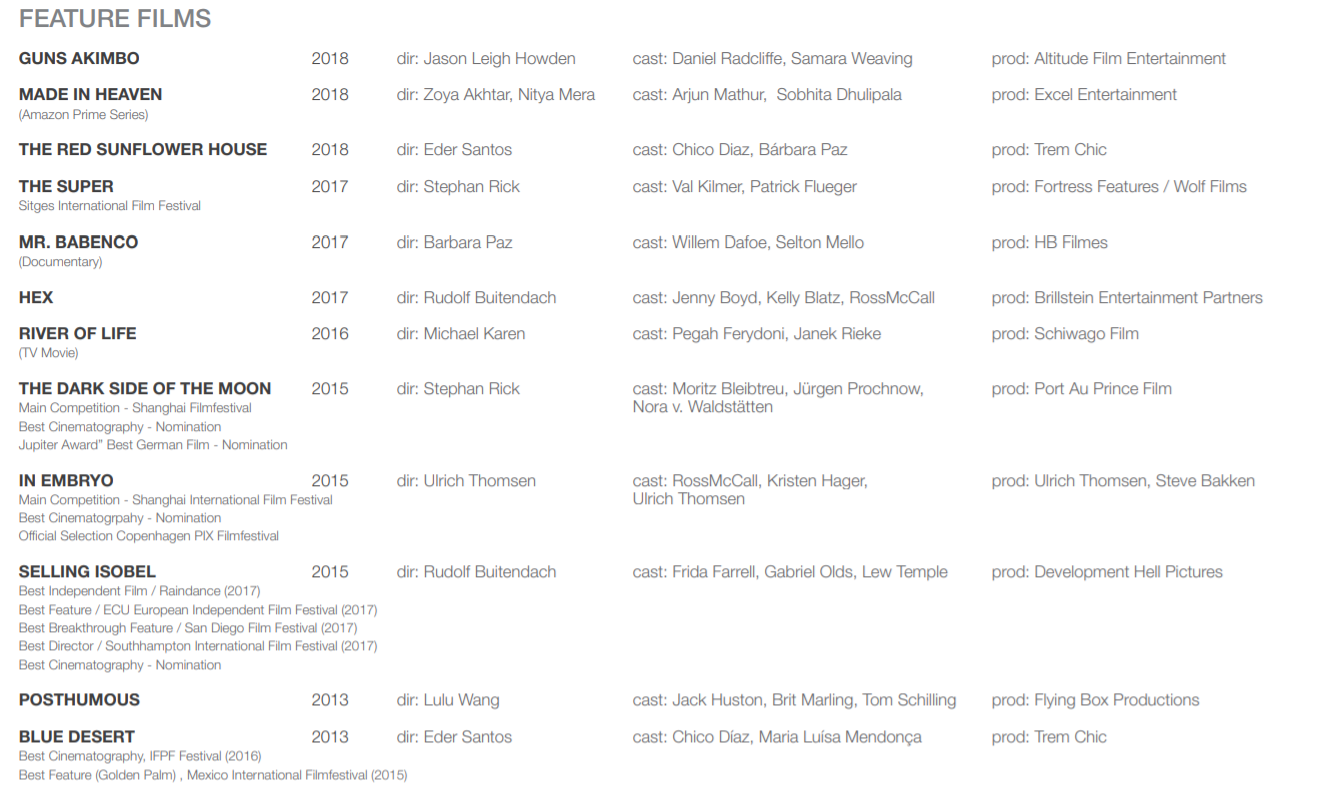 FEATURE FILMS
GUNS AKIMBO 2018 dir: Jason Leigh Howden cast: Daniel Radcliffe, Samara Weaving prod: Altitude Film Entertainment
MADE IN HEAVEN 2018 dir: Zoya Akhtar, Nitya Mera cast: Arjun Mathur, Sobhita Dhulipala prod: Excel Entertainment
(Amazon Prime Series)
THE RED SUNFLOWER HOUSE 2018 dir: Eder Santos cast: Chico Diaz, Bárbara Paz prod: Trem Chic
THE SUPER 2017 dir: Stephan Rick cast: Val Kilmer, Patrick Flueger prod: Fortress Features / Wolf Films
Sitges International Film Festival
MR. BABENCO 2017 dir: Barbara Paz cast: Willem Dafoe, Selton Mello prod: HB Filmes
(Documentary)
HEX 2017 dir: Rudolf Buitendach cast: Jenny Boyd, Kelly Blatz, RossMcCall prod: Brillstein Entertainment Partners
RIVER OF LIFE 2016 dir: Michael Karen cast: Pegah Ferydoni, Janek Rieke prod: Schiwago Film
(TV Movie)
THE DARK SIDE OF THE MOON 2015 dir: Stephan Rick cast: Moritz Bleibtreu, Jürgen Prochnow, prod: Port Au Prince Film
Main Competition - Shanghai Filmfestival Nora v. Waldstätten
Best Cinematography - Nomination
Jupiter Award” Best German Film - Nomination
IN EMBRYO 2015 dir: Ulrich Thomsen cast: RossMcCall, Kristen Hager, prod: Ulrich Thomsen, Steve Bakken
Main Competition - Shanghai International Film Festival Ulrich Thomsen
Best Cinematogrpahy - Nomination
Official Selection Copenhagen PIX Filmfestival
SELLING ISOBEL 2015 dir: Rudolf Buitendach cast: Frida Farrell, Gabriel Olds, Lew Temple prod: Development Hell Pictures
Best Independent Film / Raindance (2017)
Best Feature / ECU European Independent Film Festival (2017)
Best Breakthrough Feature / San Diego Film Festival (2017)
Best Director / Southhampton International Film Festival (2017)
Best Cinematography - Nomination
POSTHUMOUS 2013 dir: Lulu Wang cast: Jack Huston, Brit Marling, Tom Schilling prod: Flying Box Productions
BLUE DESERT 2013 dir: Eder Santos cast: Chico Díaz, Maria Luísa Mendonça prod: Trem Chic
Best Cinematography, IFPF Festival (2016)
Best Feature (Golden Palm) , Mexico International Filmfestival (2015)